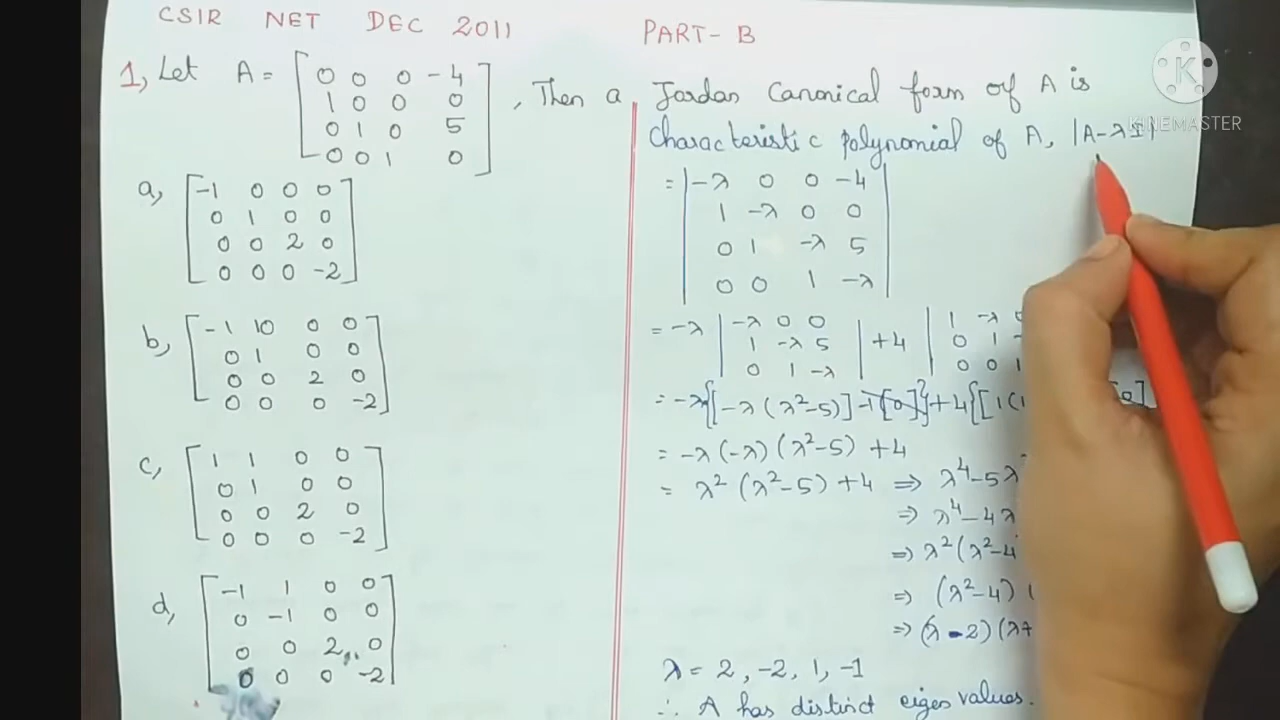 CSIR NET DEC 2011
1, Let A = [ 0 0 0 -4
1 0 0 0
0 1 0 5
0 0 1 0 ] , Then a
a, [ -1 0 0 0
0 1 0 0
0 0 2 0
0 0 0 -2 ]
b, [ -1 10 0 0
0 1 0 0
0 0 2 0
0 0 0 -2 ]
c, [ 1 1 0 0
0 1 0 0
0 0 2 0
0 0 0 -2 ]
d, [ -1 1 0 0
0 -1 0 0
0 0 2 0
0 0 0 -2 ]
PART- B
Jordan Canonical form of A is
Characteristic polynomial of A, |A-λI|
= | -λ 0 0 -4
1 -λ 0 0
0 1 -λ 5
0 0 1 -λ |
= -λ | -λ 0 0
1 -λ 5
0 1 -λ | +4 | 1 -λ
0 1
0 0 1
= -λ{[-λ(λ²-5)] -1[0]} +4{[1(1
= -λ(-λ)(λ²-5) +4
= λ²(λ²-5) +4 ⇒ λ⁴-5λ
⇒ λ⁴-4λ
⇒ λ²(λ²-4
⇒ (λ²-4) (
⇒ (λ-2)(λ+
λ = 2, -2, 1, -1
∴ A has distinct eigen values.
K
KINEMASTER